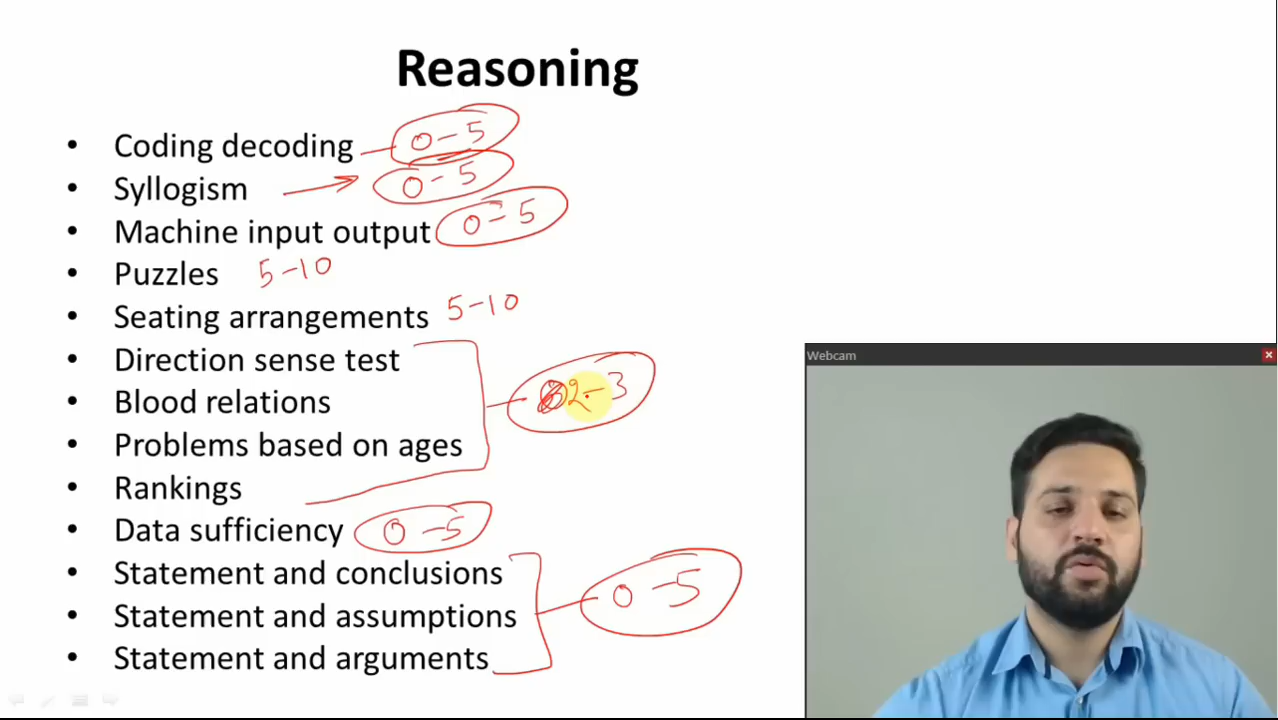 Reasoning
• Coding decoding 0-5
• Syllogism 0-5
• Machine input output 0-5
• Puzzles 5-10
• Seating arrangements 5-10
• Direction sense test
• Blood relations 2-3
• Problems based on ages
• Rankings
• Data sufficiency 0-5
• Statement and conclusions
• Statement and assumptions 0-5
• Statement and arguments
Webcam